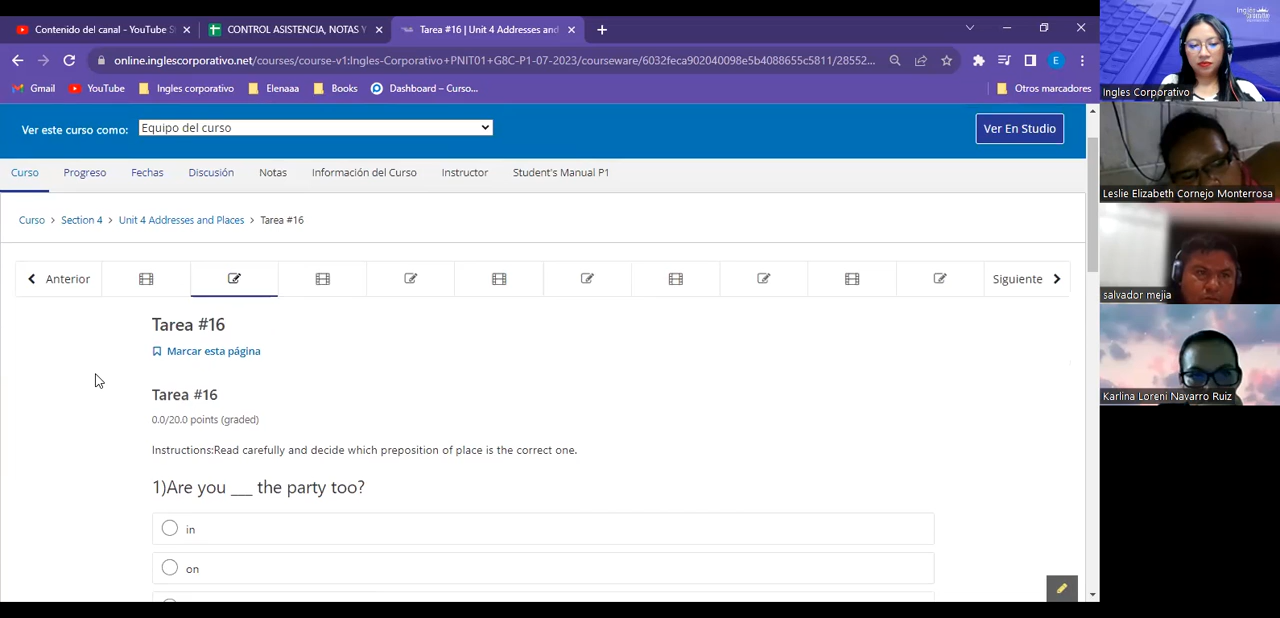 Contenido del canal - YouTube S
CONTROL ASISTENCIA, NOTAS Y
Tarea #16 | Unit 4 Addresses and
online.inglescorporativo.net/courses/course-v1:Ingles-Corporativo+PNIT01+G8C-P1-07-2023/courseware/6032feca902040098e5b4088655c5811/28552...
E
Gmail
YouTube
Ingles corporativo
Elenaaa
Books
Dashboard – Curso...
Otros marcadores
Ver este curso como:
Equipo del curso
Ver En Studio
Curso
Progreso
Fechas
Discusión
Notas
Información del Curso
Instructor
Student's Manual P1
Curso > Section 4 > Unit 4 Addresses and Places > Tarea #16
Anterior
Siguiente
Tarea #16
Marcar esta página
Tarea #16
0.0/20.0 points (graded)
Instructions:Read carefully and decide which preposition of place is the correct one.
1)Are you ___ the party too?
in
on
Ingles Corporativo
Leslie Elizabeth Cornejo Monterrosa
salvador mejia
Karlina Loreni Navarro Ruiz